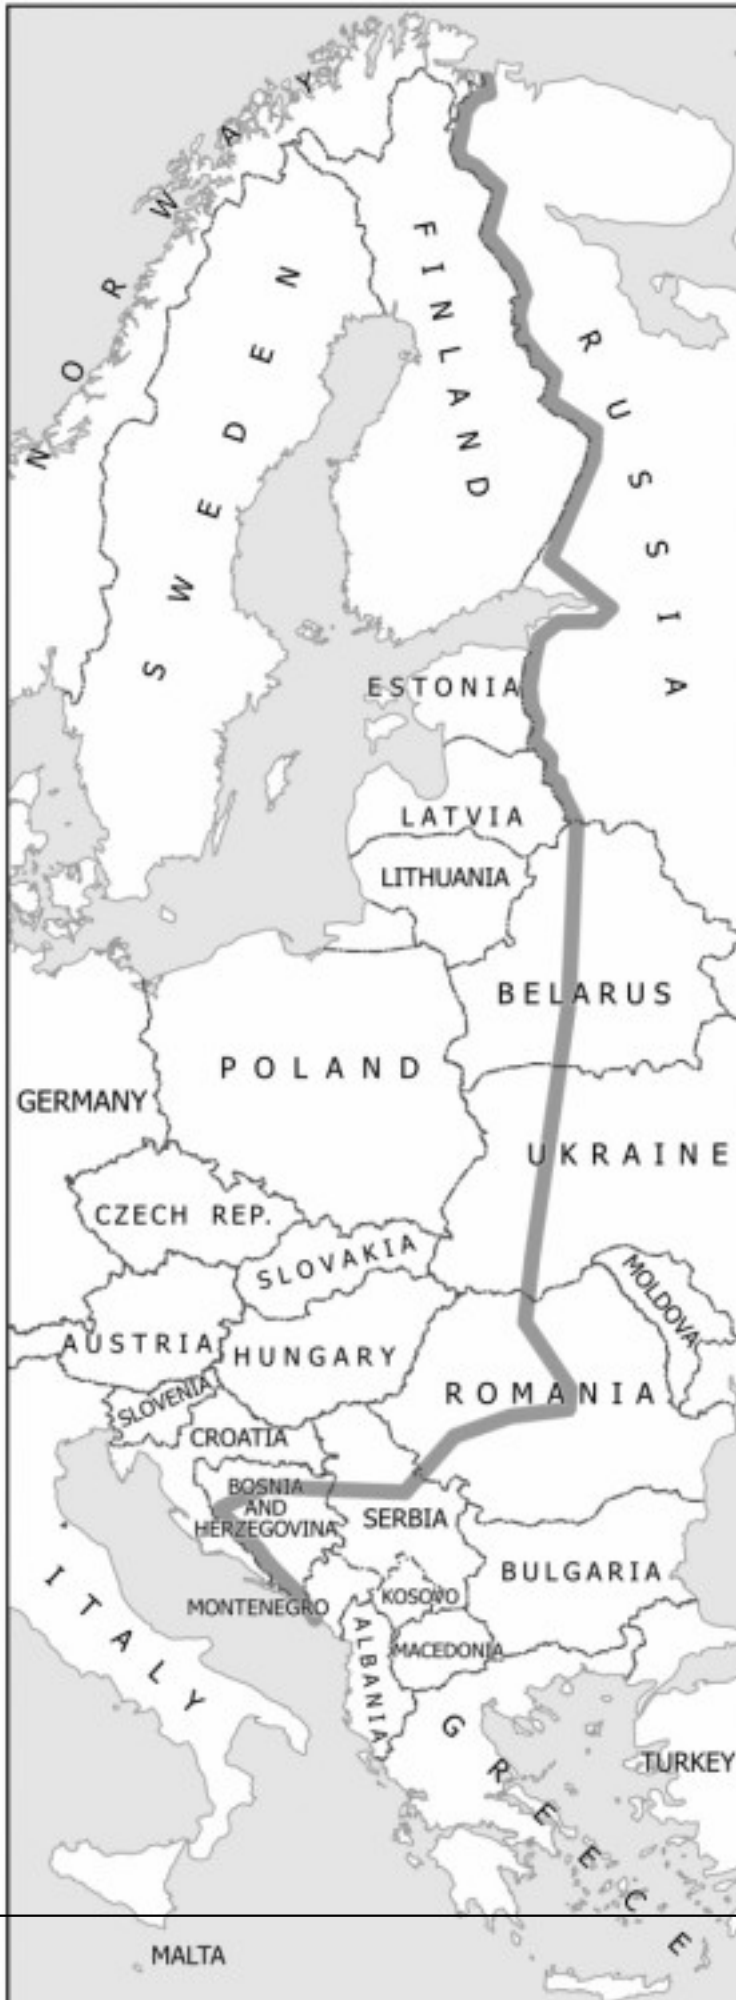 NORWAY
SWEDEN
FINLAND
RUSSIA
ESTONIA
LATVIA
LITHUANIA
BELARUS
POLAND
GERMANY
UKRAINE
CZECH REP.
SLOVAKIA
MOLDOVA
AUSTRIA
HUNGARY
SLOVENIA
ROMANIA
CROATIA
BOSNIA
AND
HERZEGOVINA
SERBIA
BULGARIA
MONTENEGRO
KOSOVO
ITALY
ALBANIA
MACEDONIA
GREECE
TURKEY
MALTA